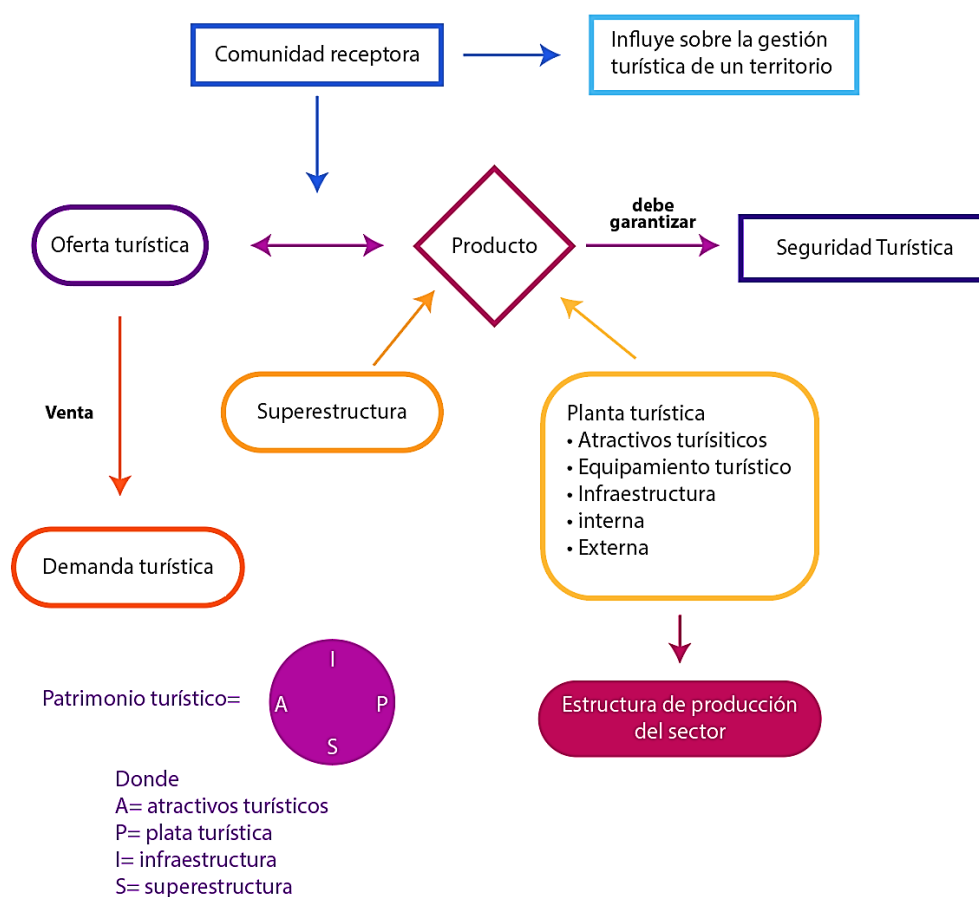 Comunidad receptora
Influye sobre la gestión
turística de un territorio
debe
garantizar
Oferta turística
Producto
Seguridad Turística
Venta
Superestructura
Planta turística
• Atractivos turísiticos
• Equipamiento turístico
• Infraestructura
• interna
• Externa
Demanda turística
Patrimonio turístico=
I
A
P
S
Estructura de producción
del sector
Donde
A= atractivos turísticos
P= plata turística
I= infraestructura
S= superestructura